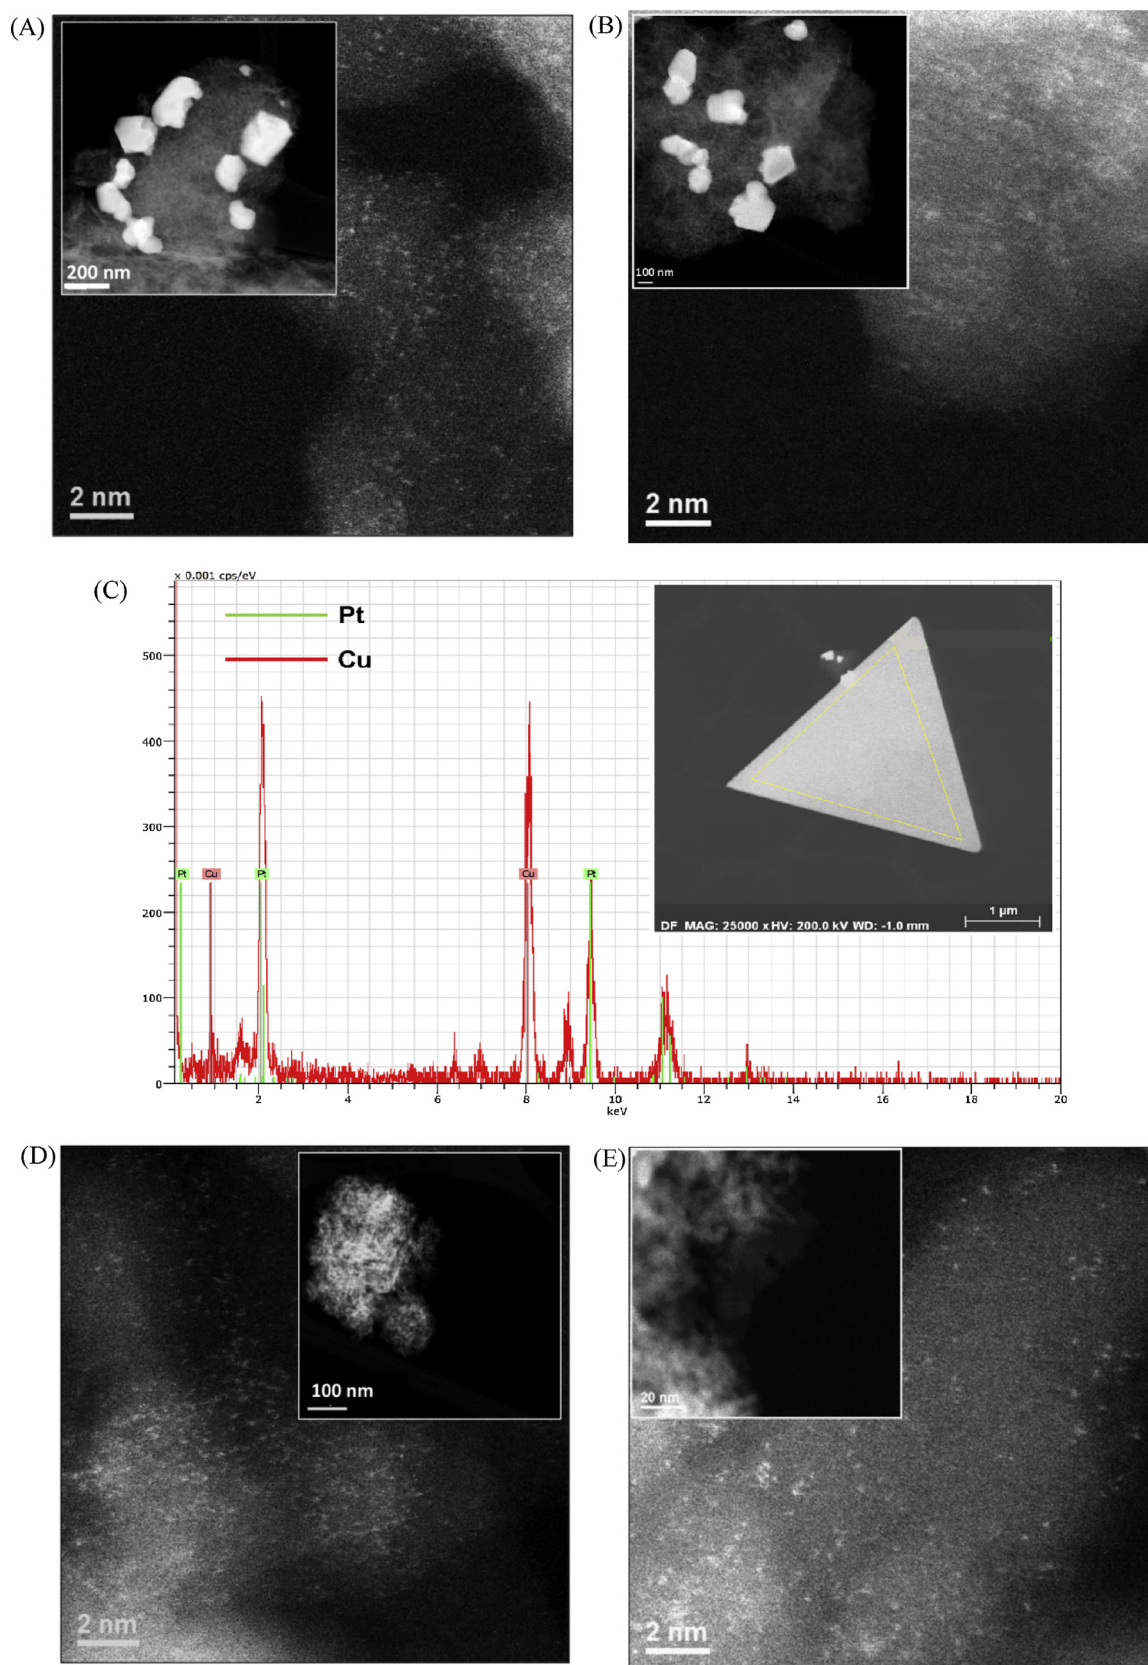 (A)
200 nm
2 nm
(B)
100 nm
2 nm
(C)
x 0.001 cps/eV
Pt
Cu
500
400
300
200
100
0
Pt
Cu
Pt
Cu
Pt
2
4
6
8
10
12
14
16
18
20
keV
1 µm
DF MAG: 25000 x HV: 200.0 kV WD: -1.0 mm
(D)
100 nm
2 nm
(E)
20 nm
2 nm